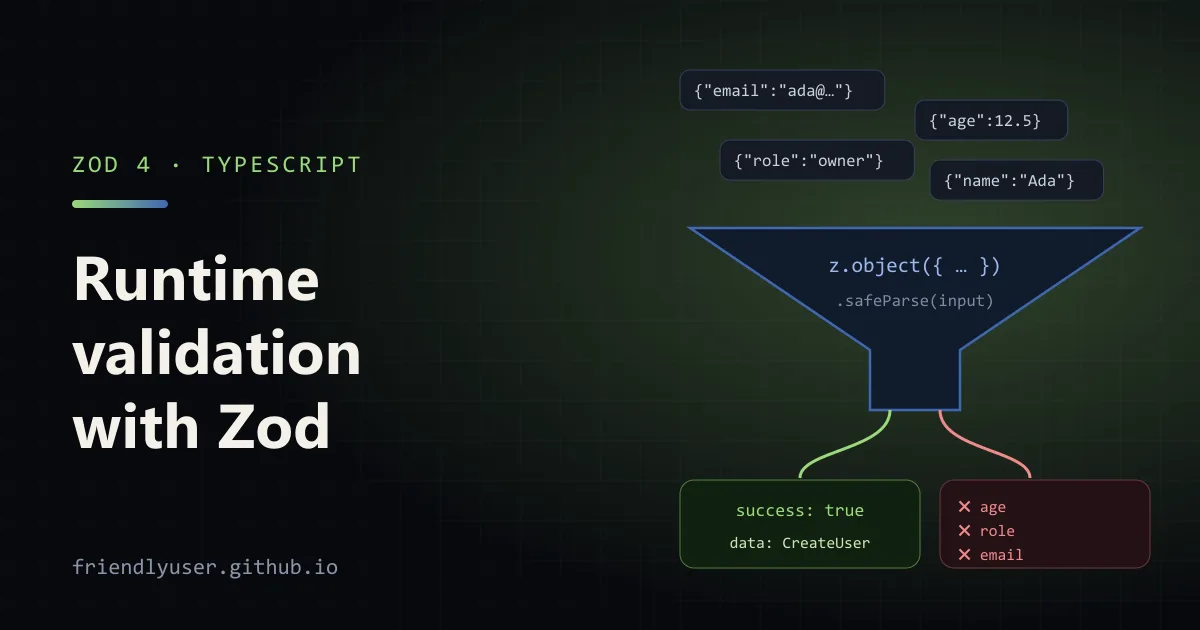 ZOD 4 · TYPESCRIPT
Runtime
validation
with Zod
friendlyuser.github.io
{"email":"ada@…"}
{"age":12.5}
{"role":"owner"}
{"name":"Ada"}
z.object({ … })
.safeParse(input)
success: true
data: CreateUser
✕ age
✕ role
✕ email